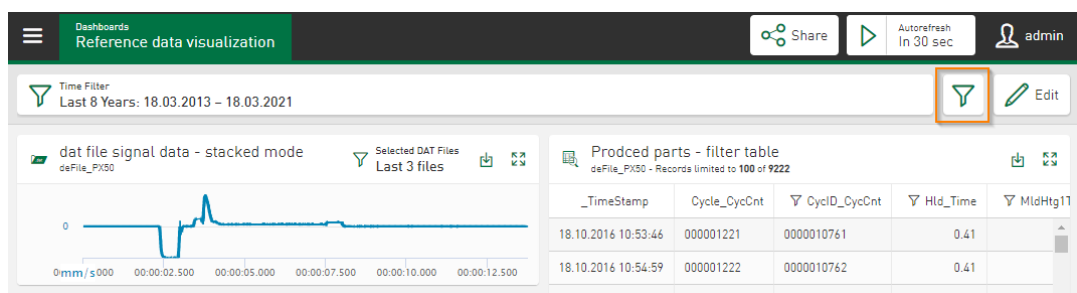 Dashboards
Reference data visualization
Share
Autorefresh
In 30 sec
admin
Time Filter
Last 8 Years: 18.03.2013 – 18.03.2021
Edit
dat file signal data - stacked mode
deFile_PX50
Selected DAT Files
Last 3 files
0
mm/s000 00:00:02.500 00:00:05.000 00:00:07.500 00:00:10.000 00:00:12.500
Prodced parts - filter table
deFile_PX50 - Records limited to 100 of 9222
_TimeStamp Cycle_CycCnt CycID_CycCnt Hld_Time MldHtg1T
18.10.2016 10:53:46 000001221 0000010761 0.41
18.10.2016 10:54:59 000001222 0000010762 0.41